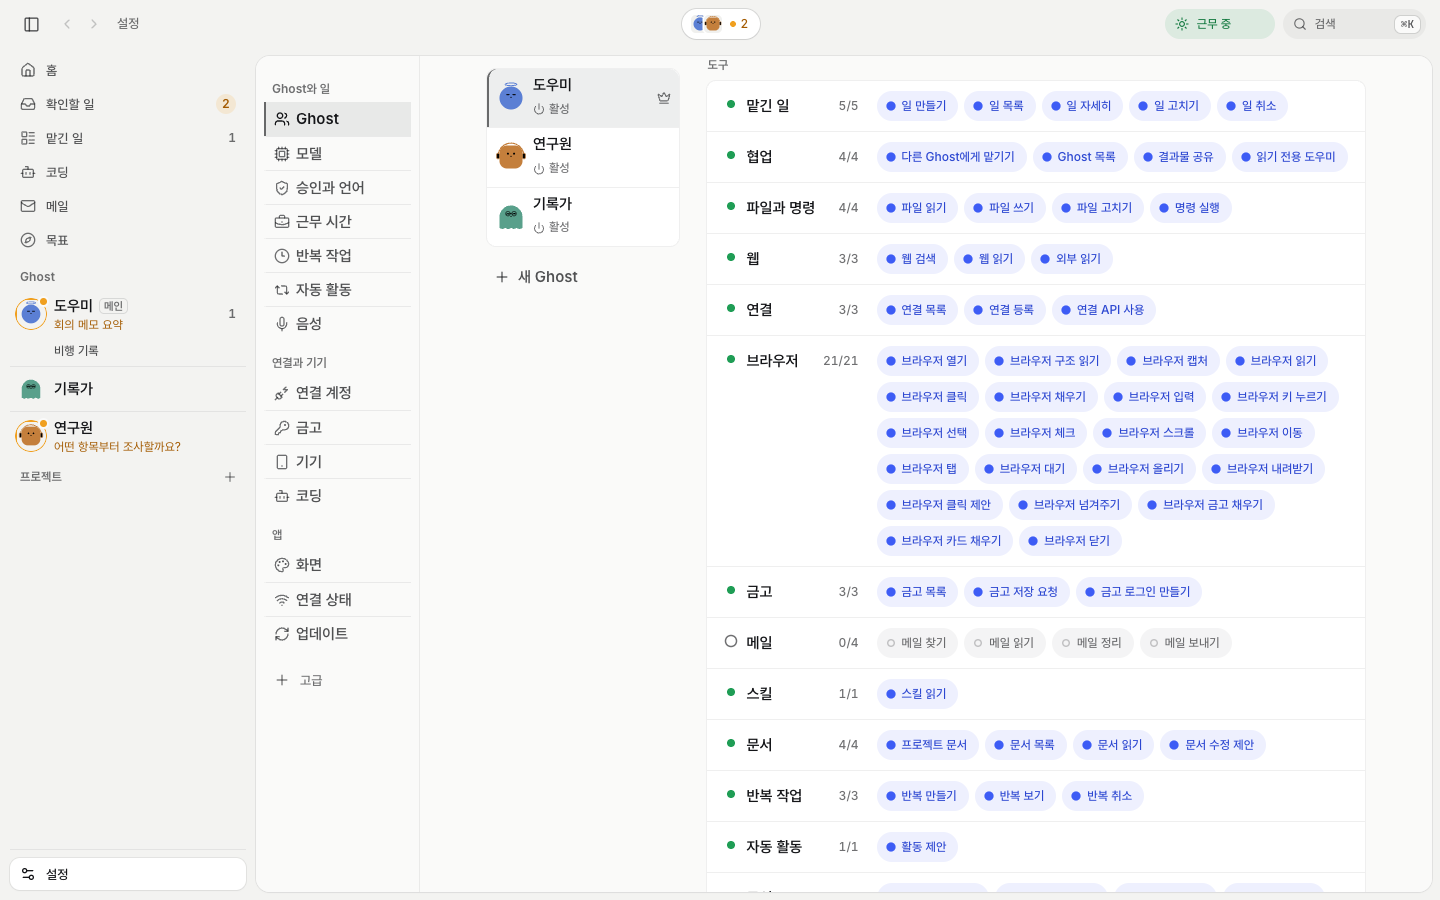 설정
2
근무 중
검색
⌘K
홈
확인할 일
2
맡긴 일
1
코딩
메일
목표
Ghost
도우미
메인
회의 메모 요약
1
비행 기록
기록가
연구원
어떤 항목부터 조사할까요?
프로젝트
설정
Ghost와 일
Ghost
모델
승인과 언어
근무 시간
반복 작업
자동 활동
음성
연결과 기기
연결 계정
금고
기기
코딩
앱
화면
연결 상태
업데이트
고급
도우미
활성
연구원
활성
기록가
활성
새 Ghost
도구
맡긴 일 5/5 일 만들기 일 목록 일 자세히 일 고치기 일 취소
협업 4/4 다른 Ghost에게 맡기기 Ghost 목록 결과물 공유 읽기 전용 도우미
파일과 명령 4/4 파일 읽기 파일 쓰기 파일 고치기 명령 실행
웹 3/3 웹 검색 웹 읽기 외부 읽기
연결 3/3 연결 목록 연결 등록 연결 API 사용
브라우저 21/21 브라우저 열기 브라우저 구조 읽기 브라우저 캡처 브라우저 읽기
브라우저 클릭 브라우저 채우기 브라우저 입력 브라우저 키 누르기
브라우저 선택 브라우저 체크 브라우저 스크롤 브라우저 이동
브라우저 탭 브라우저 대기 브라우저 올리기 브라우저 내려받기
브라우저 클릭 제안 브라우저 넘겨주기 브라우저 금고 채우기
브라우저 카드 채우기 브라우저 닫기
금고 3/3 금고 목록 금고 저장 요청 금고 로그인 만들기
메일 0/4 메일 찾기 메일 읽기 메일 정리 메일 보내기
스킬 1/1 스킬 읽기
문서 4/4 프로젝트 문서 문서 목록 문서 읽기 문서 수정 제안
반복 작업 3/3 반복 만들기 반복 보기 반복 취소
자동 활동 1/1 활동 제안